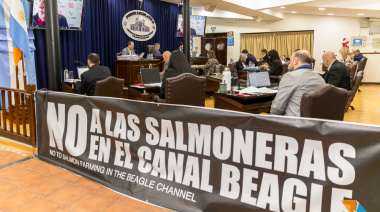 NO A LAS SALMONERAS
EN EL CANAL BEAGLE
NO TO SALMON FARMING IN THE BEAGLE CHANNEL